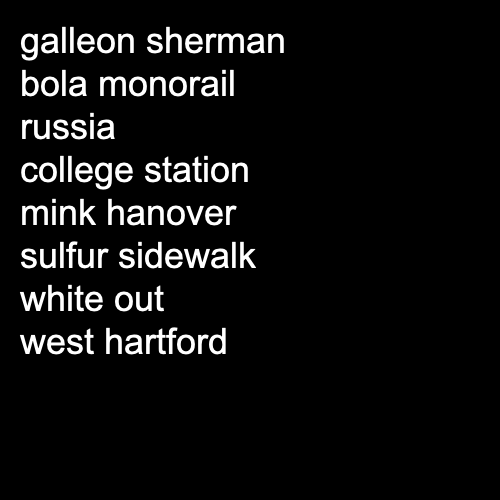 galleon sherman
bola monorail
russia
college station
mink hanover
sulfur sidewalk
white out
west hartford